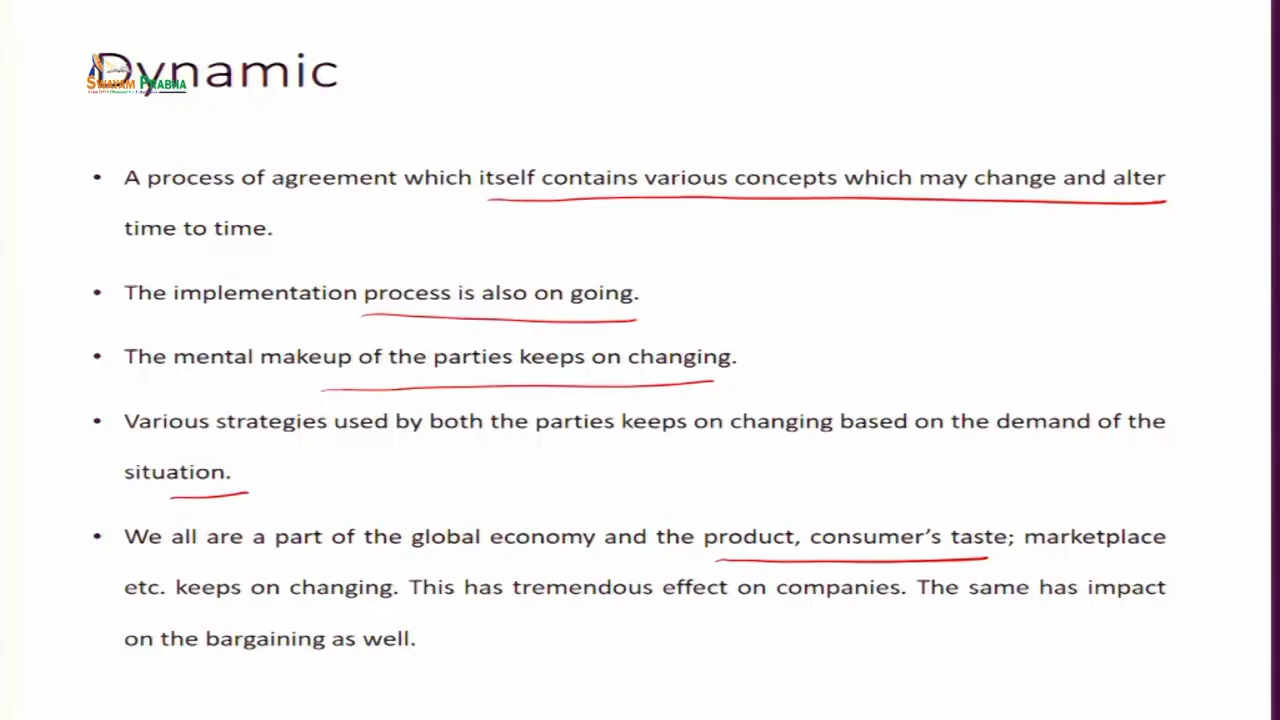 Dynamic
SWAYAM PRABHA
• A process of agreement which itself contains various concepts which may change and alter
time to time.
• The implementation process is also on going.
• The mental makeup of the parties keeps on changing.
• Various strategies used by both the parties keeps on changing based on the demand of the
situation.
• We all are a part of the global economy and the product, consumer’s taste; marketplace
etc. keeps on changing. This has tremendous effect on companies. The same has impact
on the bargaining as well.